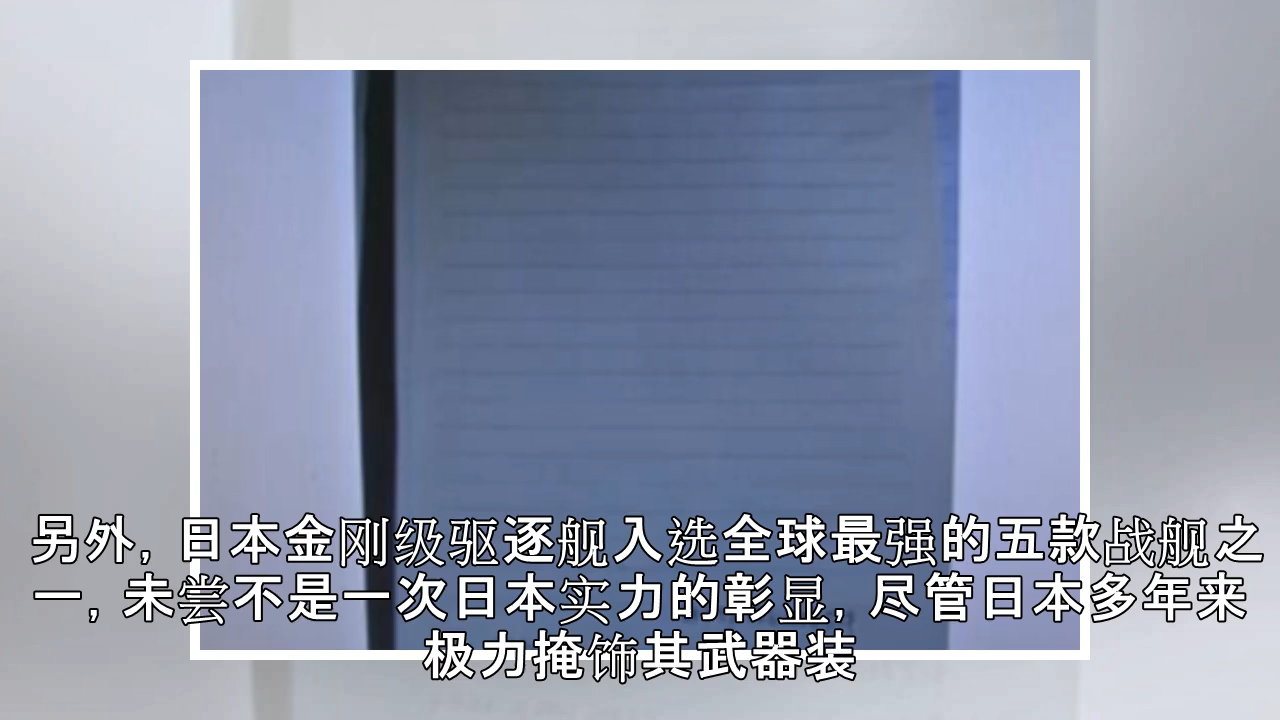 另外, 日本金刚级驱逐舰入选全球最强的五款战舰之
一, 未尝不是一次日本实力的彰显, 尽管日本多年来
极力掩饰其武器装